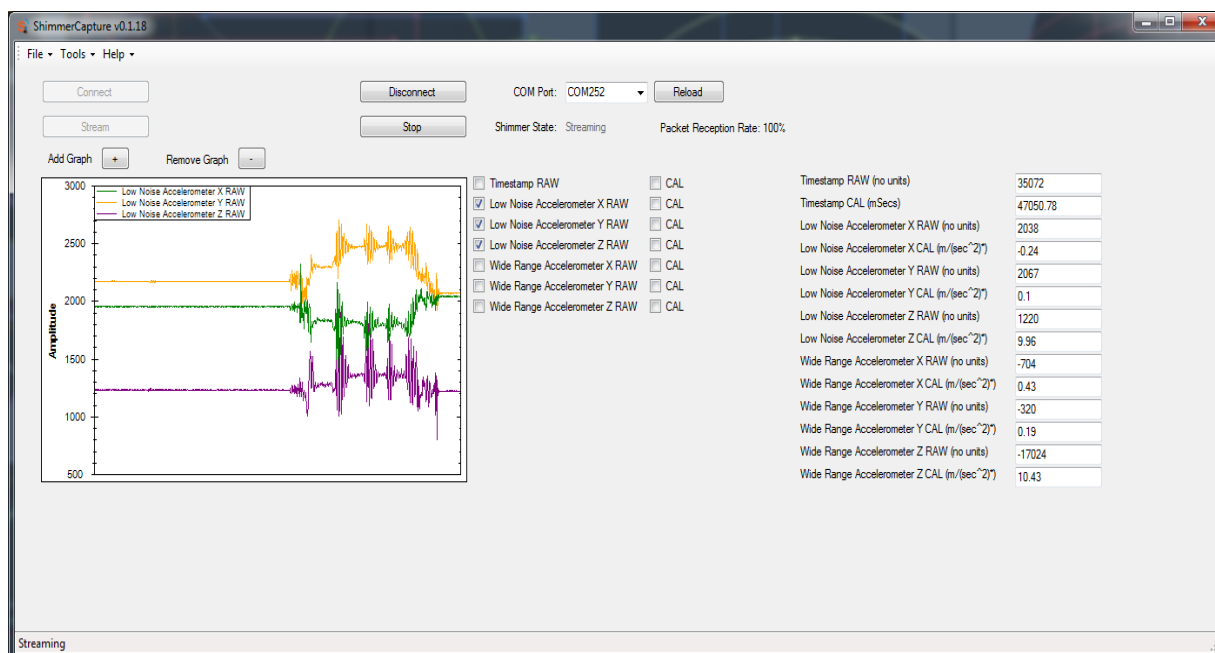 ShimmerCapture v0.1.18
File Tools Help
Connect Disconnect COM Port: COM252 Reload
Stream Stop Shimmer State: Streaming Packet Reception Rate: 100%
Add Graph + Remove Graph -
3000
2500
2000
1500
1000
500
Amplitude
Low Noise Accelerometer X RAW
Low Noise Accelerometer Y RAW
Low Noise Accelerometer Z RAW
Timestamp RAW CAL
Low Noise Accelerometer X RAW CAL
Low Noise Accelerometer Y RAW CAL
Low Noise Accelerometer Z RAW CAL
Wide Range Accelerometer X RAW CAL
Wide Range Accelerometer Y RAW CAL
Wide Range Accelerometer Z RAW CAL
Timestamp RAW (no units) 35072
Timestamp CAL (mSecs) 47050.78
Low Noise Accelerometer X RAW (no units) 2038
Low Noise Accelerometer X CAL (m/(sec^2)*) -0.24
Low Noise Accelerometer Y RAW (no units) 2067
Low Noise Accelerometer Y CAL (m/(sec^2)*) 0.1
Low Noise Accelerometer Z RAW (no units) 1220
Low Noise Accelerometer Z CAL (m/(sec^2)*) 9.96
Wide Range Accelerometer X RAW (no units) -704
Wide Range Accelerometer X CAL (m/(sec^2)*) 0.43
Wide Range Accelerometer Y RAW (no units) -320
Wide Range Accelerometer Y CAL (m/(sec^2)*) 0.19
Wide Range Accelerometer Z RAW (no units) -17024
Wide Range Accelerometer Z CAL (m/(sec^2)*) 10.43
Streaming